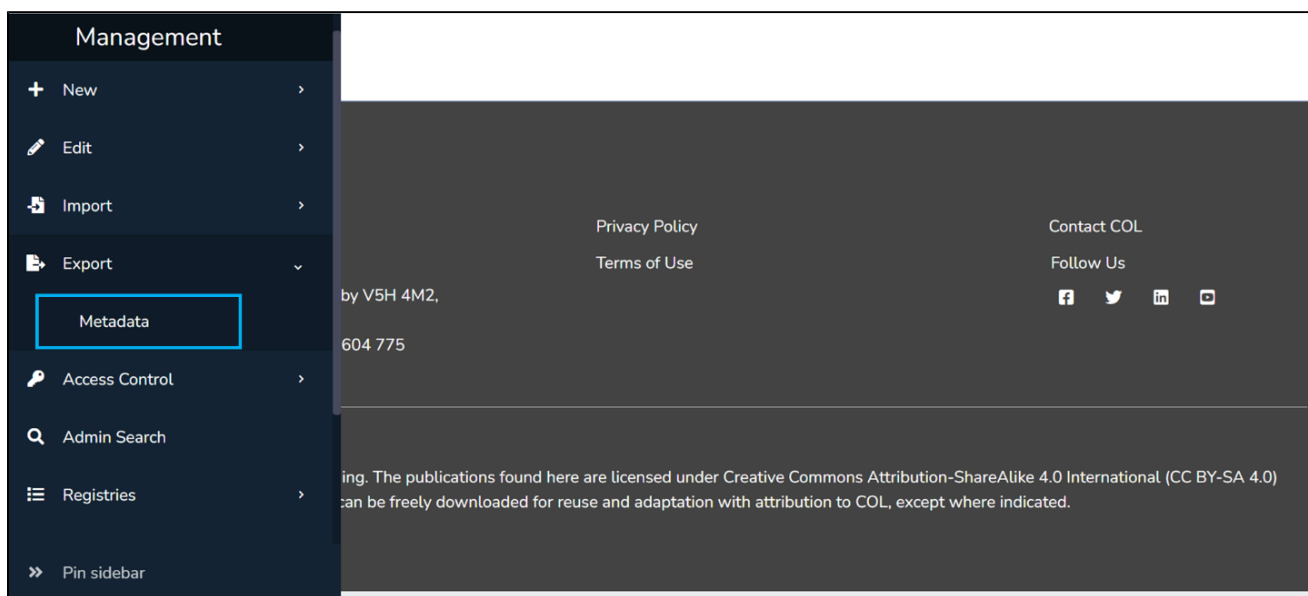 Management
New
Edit
Import
Export
Metadata
Access Control
Admin Search
Registries
Pin sidebar
Privacy Policy
Terms of Use
Contact COL
Follow Us
by V5H 4M2,
604 775
ing. The publications found here are licensed under Creative Commons Attribution-ShareAlike 4.0 International (CC BY-SA 4.0)
can be freely downloaded for reuse and adaptation with attribution to COL, except where indicated.